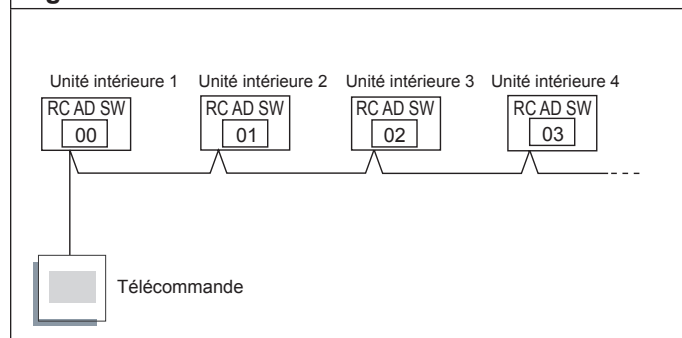 Unité intérieure 1 Unité intérieure 2 Unité intérieure 3 Unité intérieure 4
RC AD SW RC AD SW RC AD SW RC AD SW
00 01 02 03
Télécommande